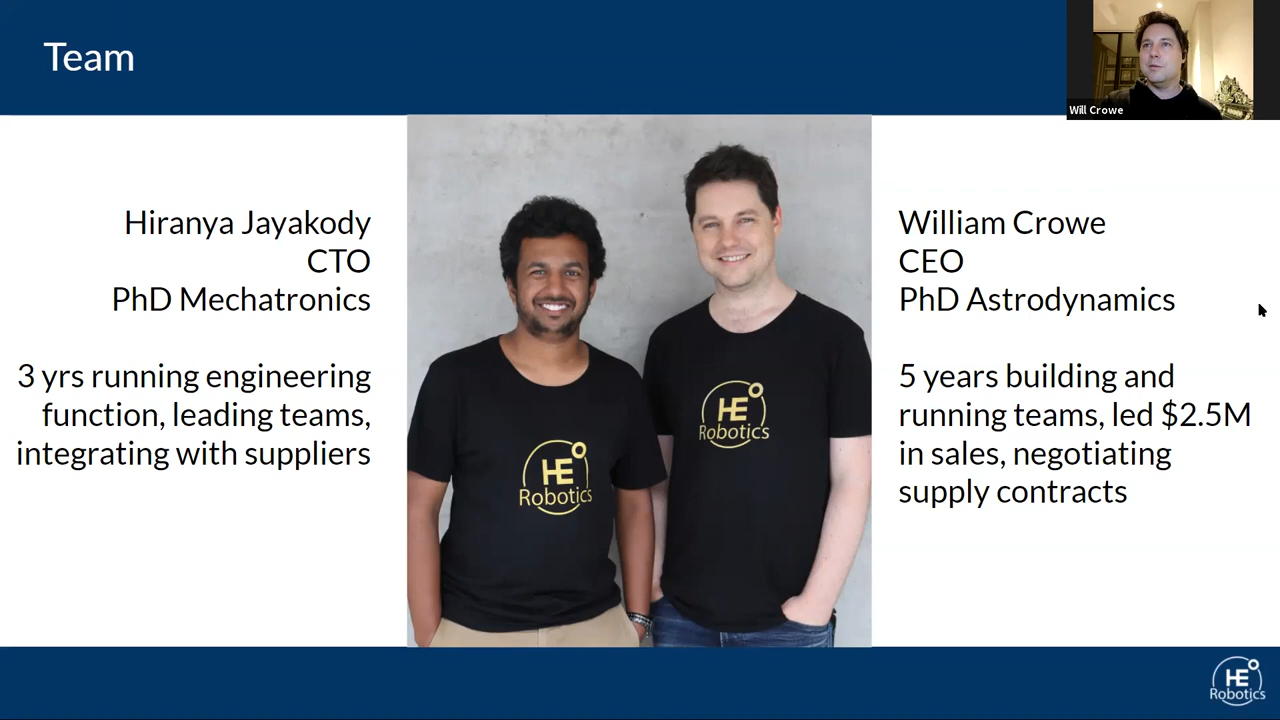 Team
Will Crowe
Hiranya Jayakody
CTO
PhD Mechatronics
3 yrs running engineering
function, leading teams,
integrating with suppliers
HE
Robotics
HE
Robotics
William Crowe
CEO
PhD Astrodynamics
5 years building and
running teams, led $2.5M
in sales, negotiating
supply contracts
HE
Robotics